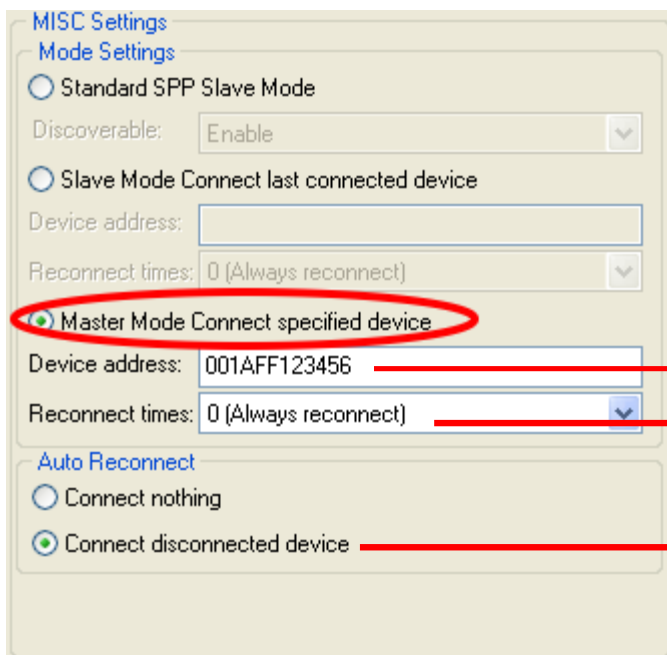 MISC Settings
Mode Settings
Standard SPP Slave Mode
Discoverable: Enable
Slave Mode Connect last connected device
Device address:
Reconnect times: 0 (Always reconnect)
Master Mode Connect specified device
Device address: 001AFF123456
Reconnect times: 0 (Always reconnect)
Auto Reconnect
Connect nothing
Connect disconnected device